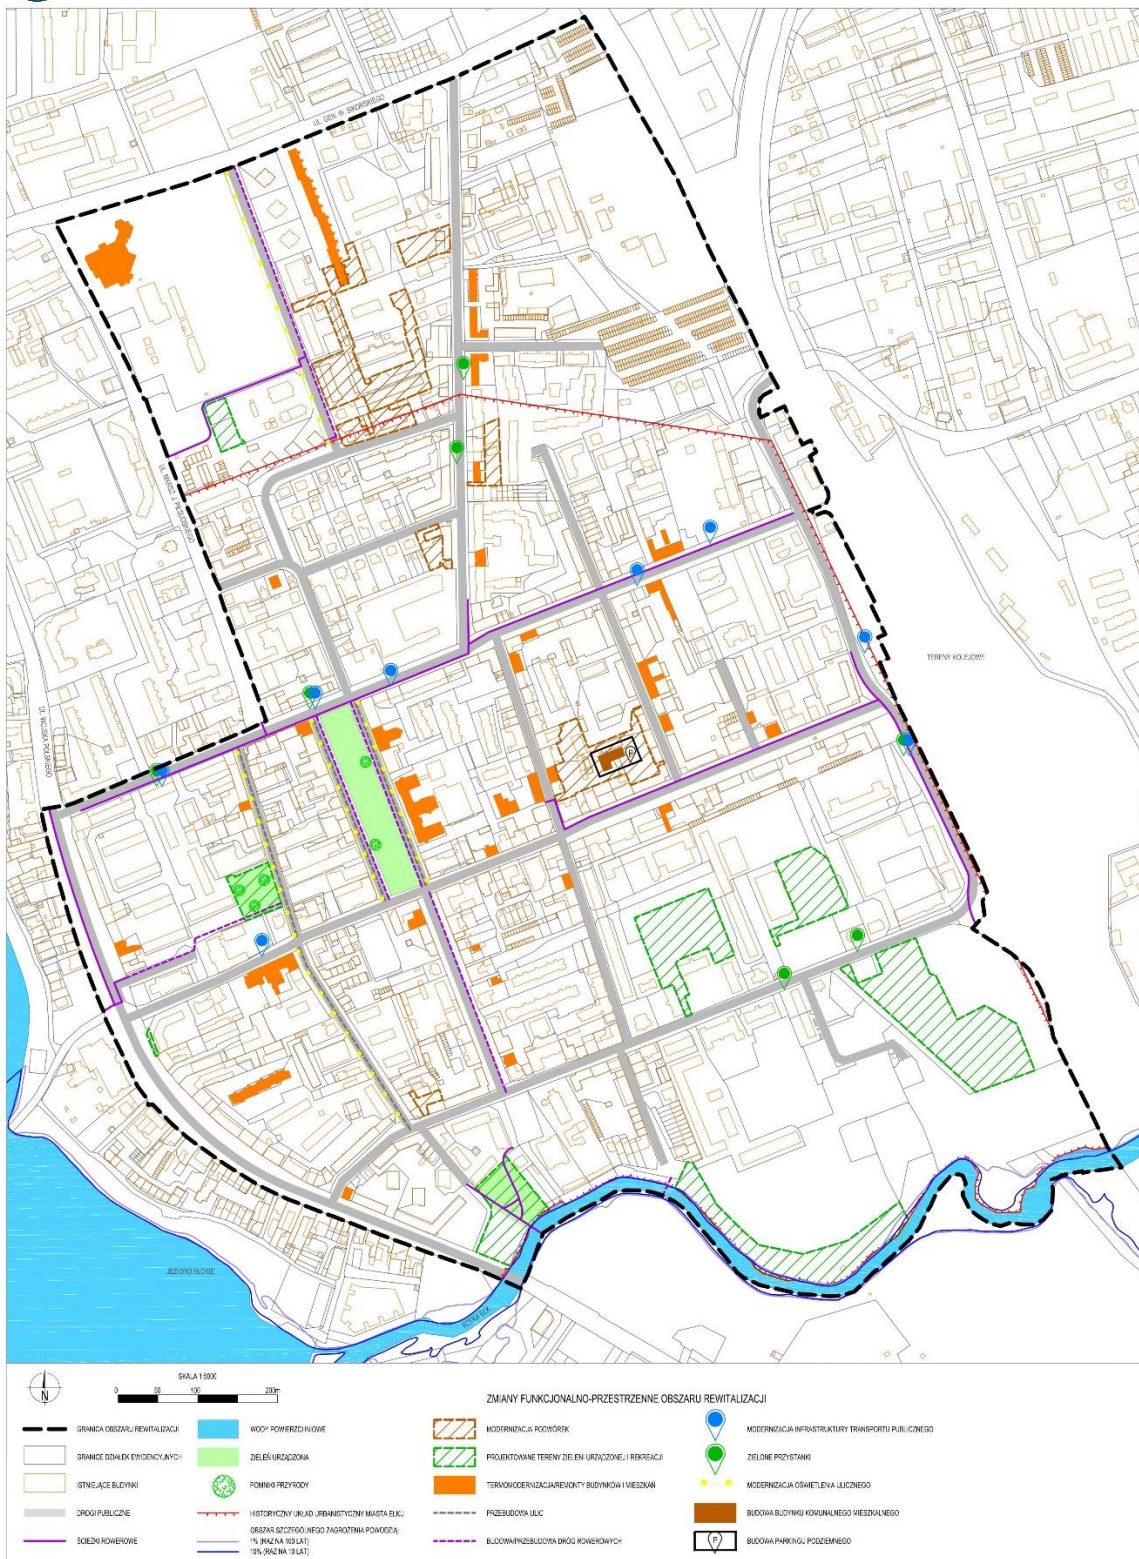 UL. GEN. W. SIKORSKIEGO
UL. MARSZ. J. PIŁSUDSKIEGO
TERENY KOLEJOWE
UL. WOJSKA POLSKIEGO
P
JEZIORO EŁCKIE
RZEKA EŁK
N
SKALA 1:5000
0 50 100 200m
ZMIANY FUNKCJONALNO-PRZESTRZENNE OBSZARU REWITALIZACJI
GRANICA OBSZARU REWITALIZACJI
GRANICE DZIAŁEK EWIDENCYJNYCH
ISTNIEJĄCE BUDYNKI
DROGI PUBLICZNE
ŚCIEŻKI ROWEROWE
WODY POWIERZCHNIOWE
ZIELEŃ URZĄDZONA
POMNIKI PRZYRODY
HISTORYCZNY UKŁAD URBANISTYCZNY MIASTA EŁKU
OBSZAR SZCZEGÓLNEGO ZAGROŻENIA POWODZIĄ:
1% (RAZ NA 100 LAT)
10% (RAZ NA 10 LAT)
MODERNIZACJA PODWÓREK
PROJEKTOWANE TERENY ZIELENI URZĄDZONEJ I REKREACJI
TERMOMODERNIZACJA/REMONTY BUDYNKÓW I MIESZKAŃ
PRZEBUDOWA ULIC
BUDOWA/PRZEBUDOWA DRÓG ROWEROWYCH
MODERNIZACJA INFRASTRUKTURY TRANSPORTU PUBLICZNEGO
ZIELONE PRZYSTANKI
MODERNIZACJA OŚWIETLENIA ULICZNEGO
BUDOWA BUDYNKU KOMUNALNEGO MIESZKALNEGO
P
BUDOWA PARKINGU PODZIEMNEGO